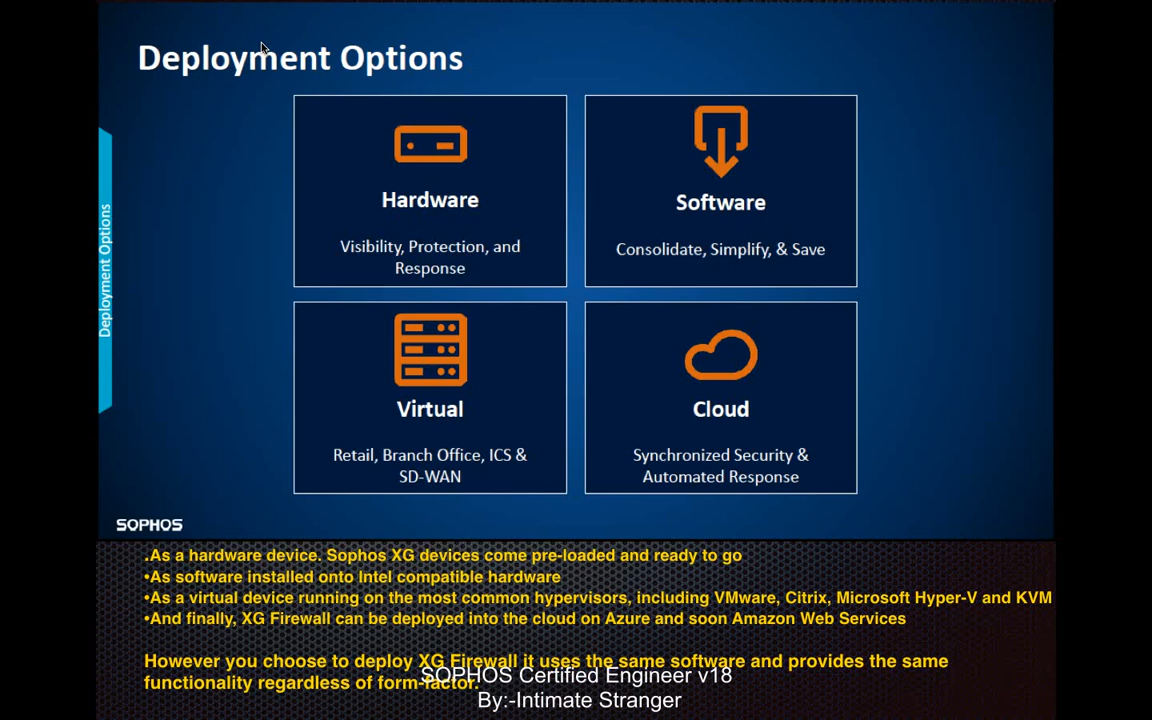 Deployment Options
Deployment Options
Hardware
Visibility, Protection, and
Response
Software
Consolidate, Simplify, & Save
Virtual
Retail, Branch Office, ICS &
SD-WAN
Cloud
Synchronized Security &
Automated Response
SOPHOS
.As a hardware device. Sophos XG devices come pre-loaded and ready to go
•As software installed onto Intel compatible hardware
•As a virtual device running on the most common hypervisors, including VMware, Citrix, Microsoft Hyper-V and KVM
•And finally, XG Firewall can be deployed into the cloud on Azure and soon Amazon Web Services
However you choose to deploy XG Firewall it uses the same software and provides the same
functionality regardless of form-factor.
SOPHOS Certified Engineer v18
By:-Intimate Stranger